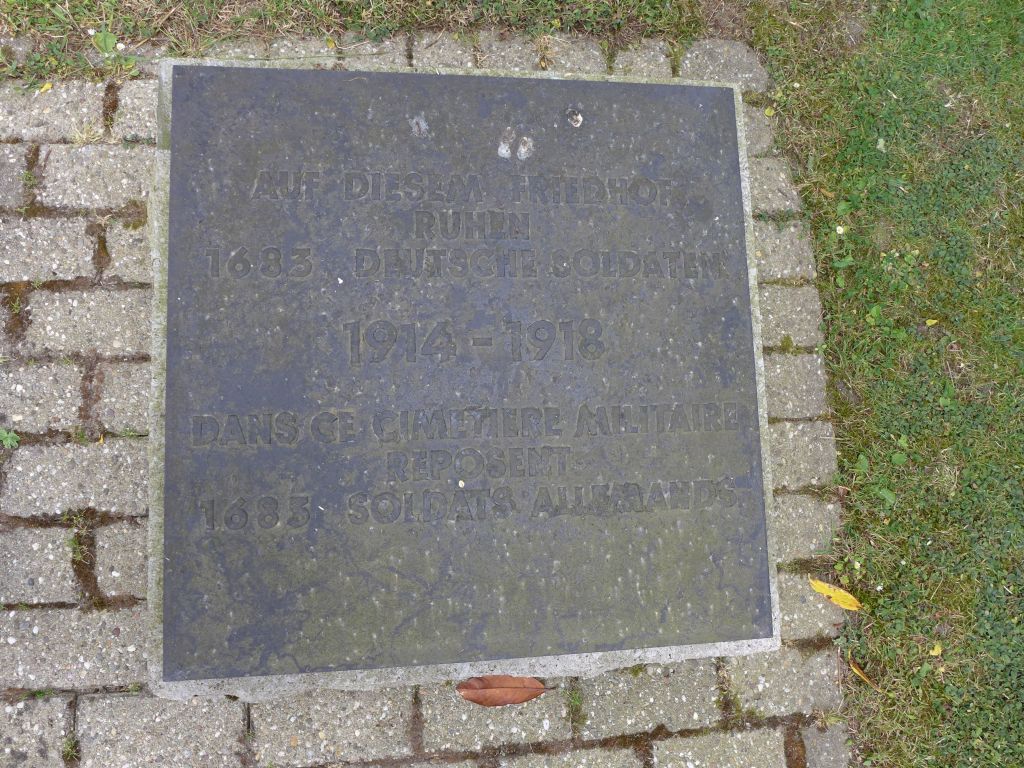 AUF DIESEM FRIEDHOF
RUHEN
1683 DEUTSCHE SOLDATEN
1914-1918
DANS CE CIMETIERE MILITAIRE
REPOSENT
1683 SOLDATS ALLEMANDS